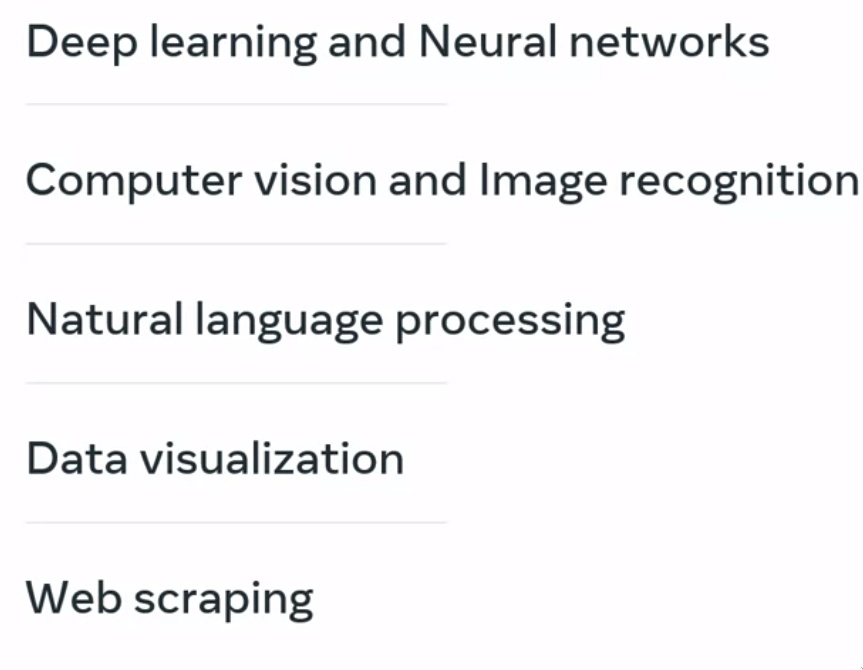 Deep learning and Neural networks
Computer vision and Image recognition
Natural language processing
Data visualization
Web scraping